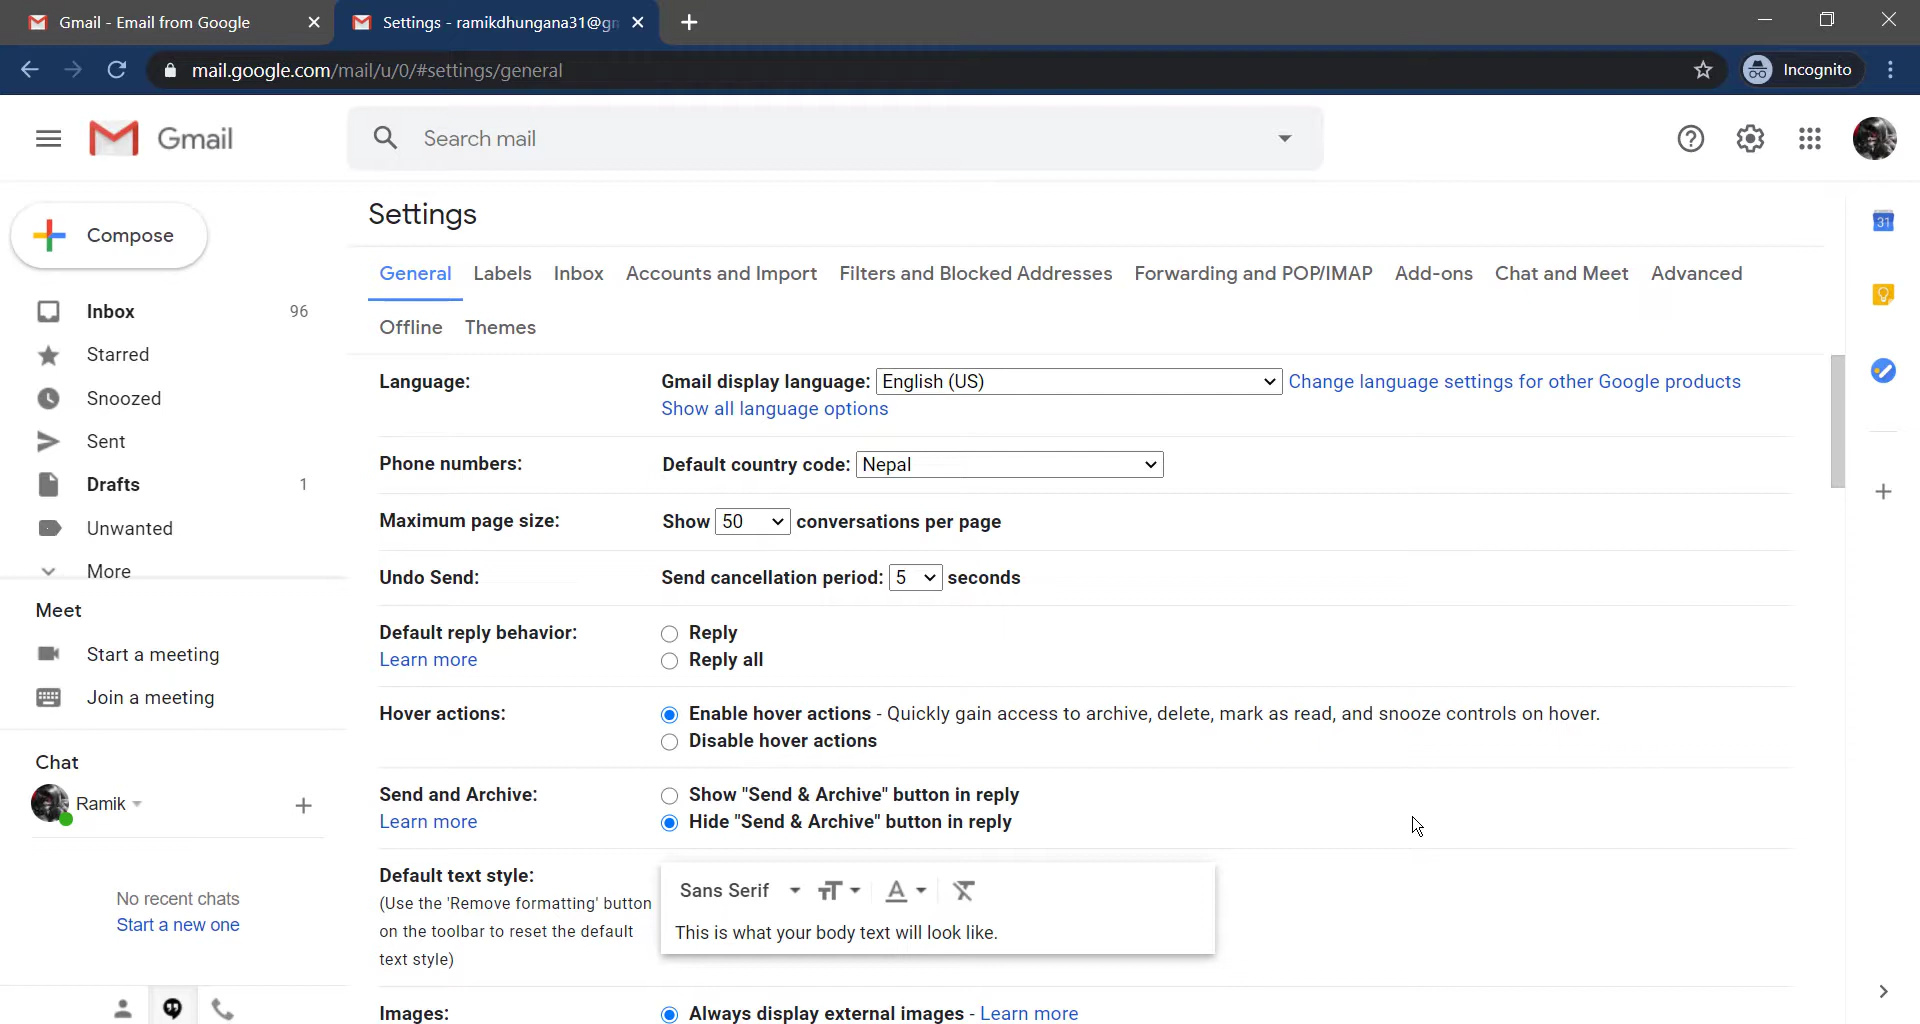 Gmail - Email from Google
Settings - ramikdhungana31@gm
mail.google.com/mail/u/0/#settings/general
Incognito
Gmail
Search mail
Compose
Inbox 96
Starred
Snoozed
Sent
Drafts 1
Unwanted
More
Meet
Start a meeting
Join a meeting
Chat
Ramik
No recent chats
Start a new one
Settings
General Labels Inbox Accounts and Import Filters and Blocked Addresses Forwarding and POP/IMAP Add-ons Chat and Meet Advanced
Offline Themes
Language: Gmail display language: English (US) Change language settings for other Google products
Show all language options
Phone numbers: Default country code: Nepal
Maximum page size: Show 50 conversations per page
Undo Send: Send cancellation period: 5 seconds
Default reply behavior: Reply
Learn more Reply all
Hover actions: Enable hover actions - Quickly gain access to archive, delete, mark as read, and snooze controls on hover.
Disable hover actions
Send and Archive: Show "Send & Archive" button in reply
Learn more Hide "Send & Archive" button in reply
Default text style:
(Use the 'Remove formatting' button
on the toolbar to reset the default
text style)
Sans Serif
This is what your body text will look like.
Images: Always display external images - Learn more
31